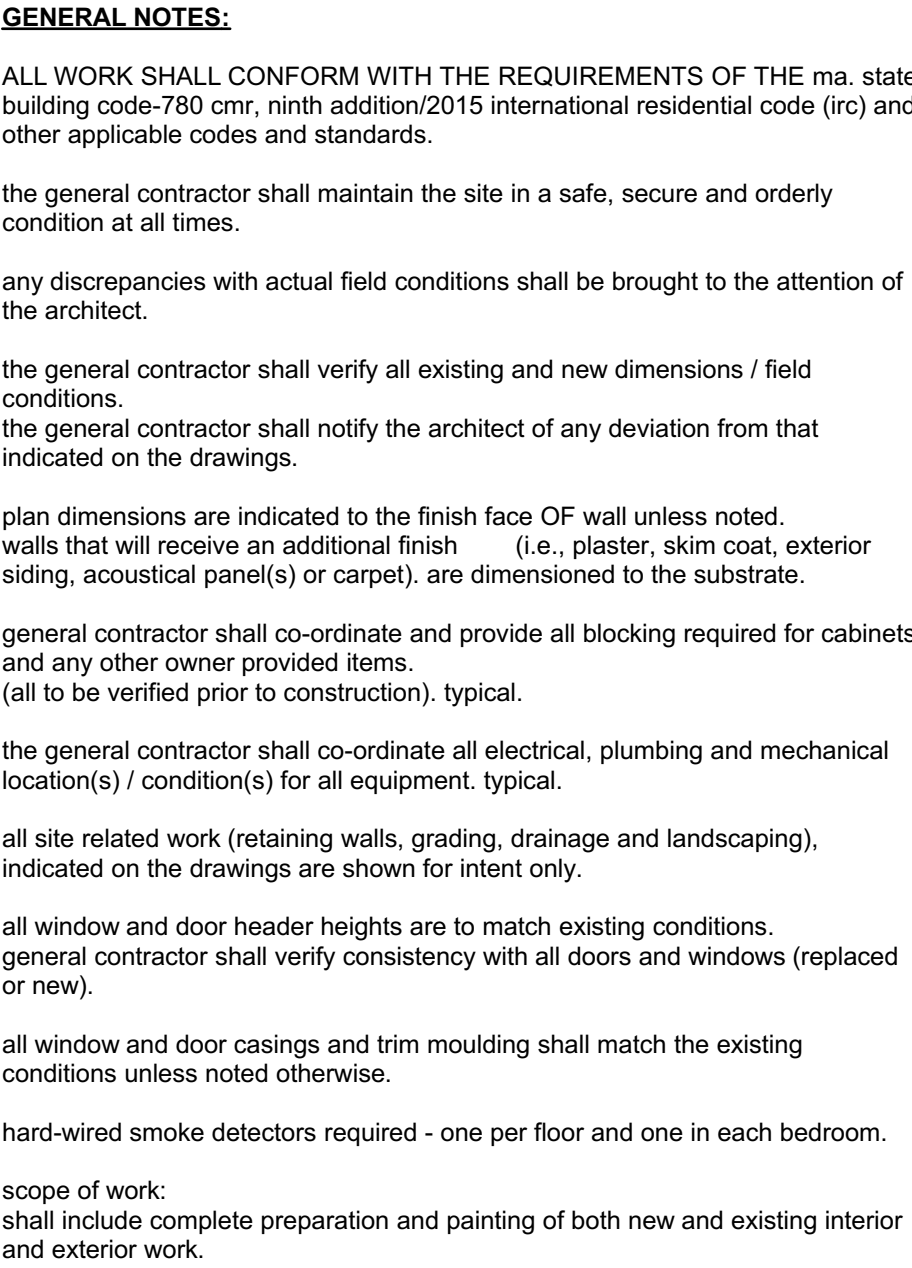 GENERAL NOTES:
ALL WORK SHALL CONFORM WITH THE REQUIREMENTS OF THE ma. state
building code-780 cmr, ninth addition/2015 international residential code (irc) and
other applicable codes and standards.
the general contractor shall maintain the site in a safe, secure and orderly
condition at all times.
any discrepancies with actual field conditions shall be brought to the attention of
the architect.
the general contractor shall verify all existing and new dimensions / field
conditions.
the general contractor shall notify the architect of any deviation from that
indicated on the drawings.
plan dimensions are indicated to the finish face OF wall unless noted.
walls that will receive an additional finish (i.e., plaster, skim coat, exterior
siding, acoustical panel(s) or carpet). are dimensioned to the substrate.
general contractor shall co-ordinate and provide all blocking required for cabinets
and any other owner provided items.
(all to be verified prior to construction). typical.
the general contractor shall co-ordinate all electrical, plumbing and mechanical
location(s) / condition(s) for all equipment. typical.
all site related work (retaining walls, grading, drainage and landscaping),
indicated on the drawings are shown for intent only.
all window and door header heights are to match existing conditions.
general contractor shall verify consistency with all doors and windows (replaced
or new).
all window and door casings and trim moulding shall match the existing
conditions unless noted otherwise.
hard-wired smoke detectors required - one per floor and one in each bedroom.
scope of work:
shall include complete preparation and painting of both new and existing interior
and exterior work.